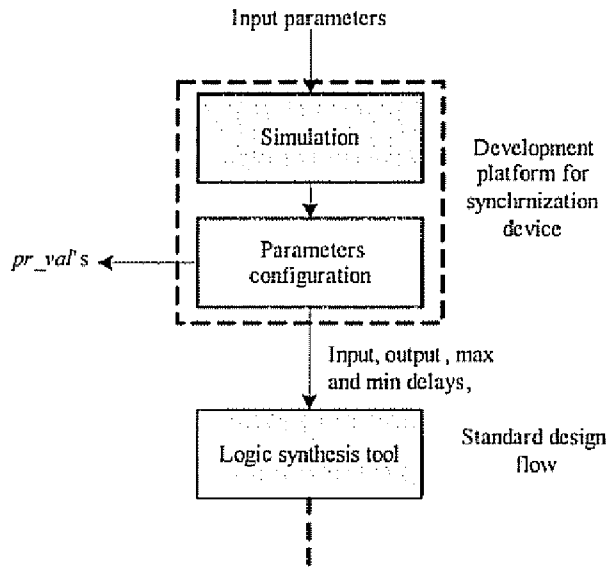 Input parameters
Simulation
Development
platform for
synchrnization
device
Parameters
configuration
pr_val's
Input, output , max
and min delays,
Logic synthesis tool
Standard design
flow